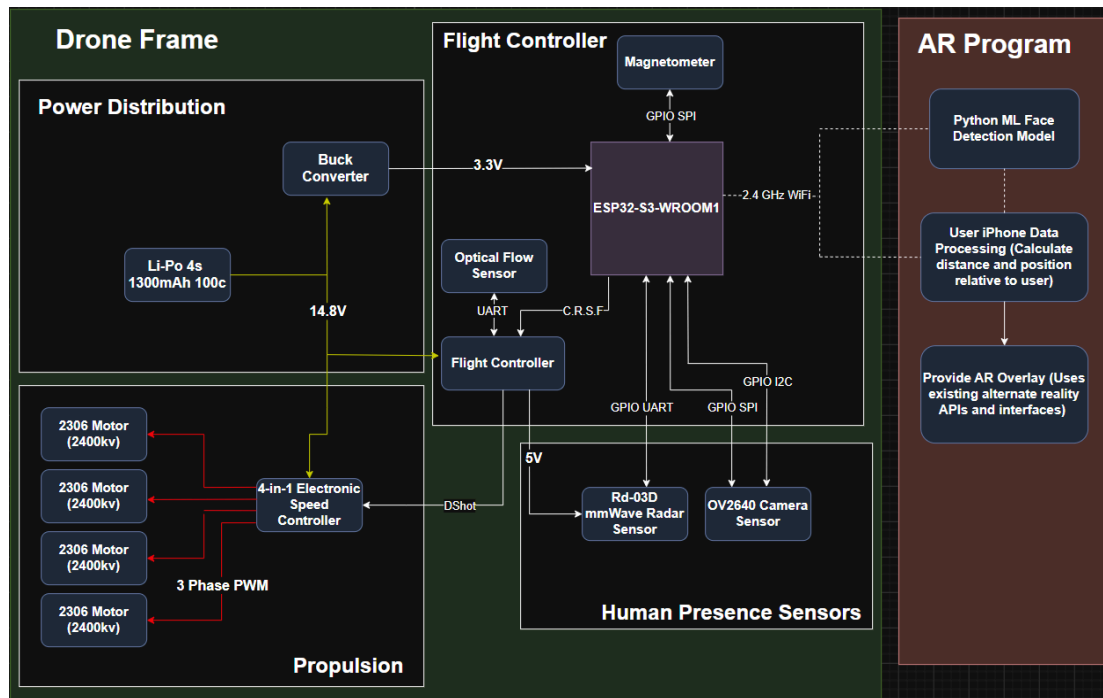 Drone Frame
Power Distribution
Buck
Converter
Li-Po 4s
1300mAh 100c
14.8V
3.3V
Flight Controller
Magnetometer
GPIO SPI
ESP32-S3-WROOM1
2.4 GHz WiFi
Optical Flow
Sensor
UART
C.R.S.F
Flight Controller
GPIO UART
GPIO SPI
GPIO I2C
5V
DShot
2306 Motor
(2400kv)
2306 Motor
(2400kv)
2306 Motor
(2400kv)
2306 Motor
(2400kv)
4-in-1 Electronic
Speed
Controller
3 Phase PWM
Propulsion
Rd-03D
mmWave Radar
Sensor
OV2640 Camera
Sensor
Human Presence Sensors
AR Program
Python ML Face
Detection Model
User iPhone Data
Processing (Calculate
distance and position
relative to user)
Provide AR Overlay (Uses
existing alternate reality
APIs and interfaces)